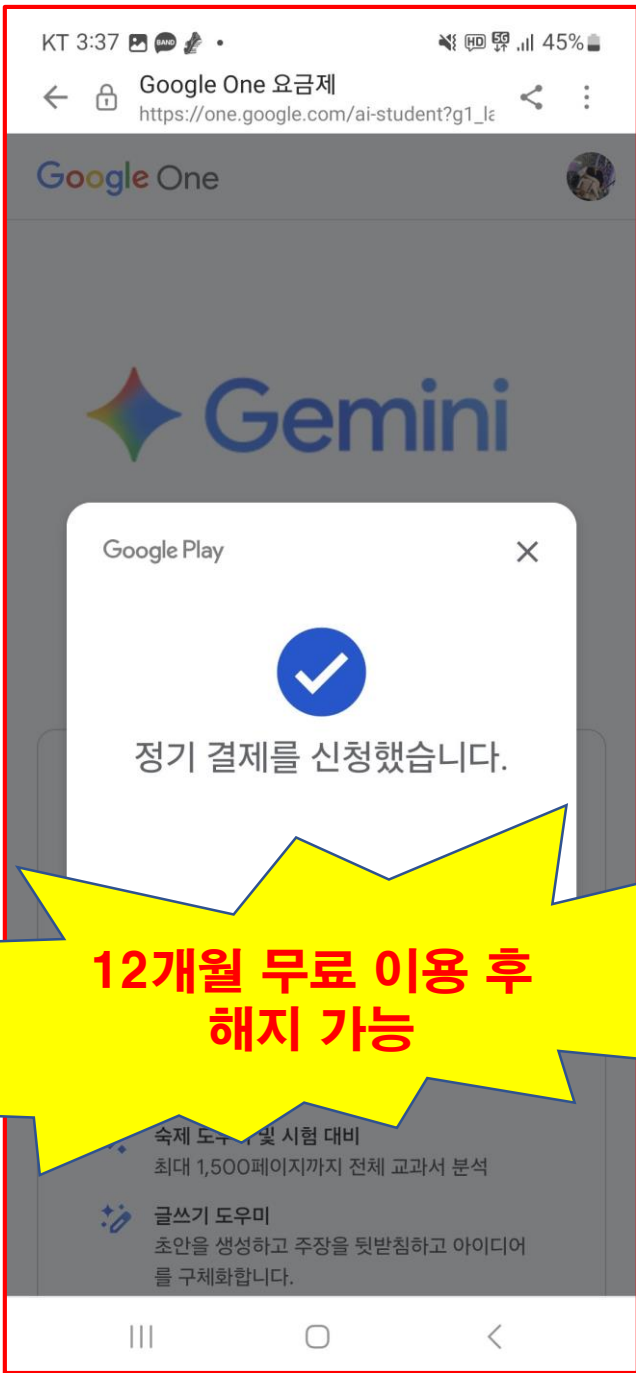 KT 3:37 BAND
HD 5G 45%
Google One 요금제
https://one.google.com/ai-student?g1_la
Google One
Gemini
Google Play
정기 결제를 신청했습니다.
12개월 무료 이용 후
해지 가능
숙제 도우미 및 시험 대비
최대 1,500페이지까지 전체 교과서 분석
글쓰기 도우미
초안을 생성하고 주장을 뒷받침하고 아이디어
를 구체화합니다.